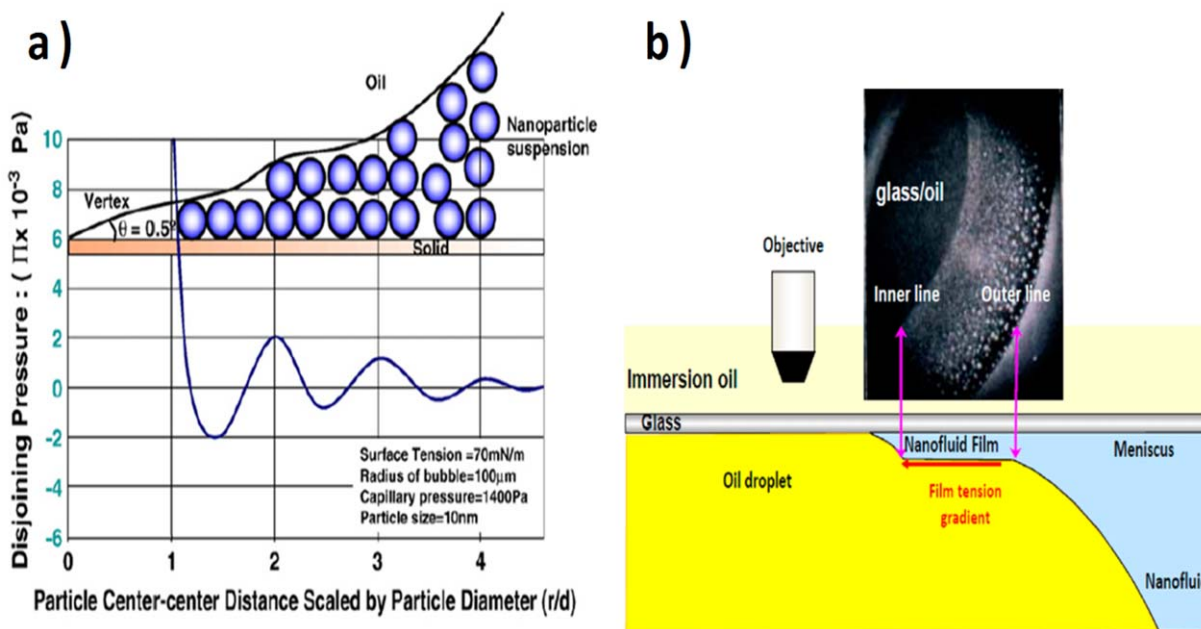 a )
Oil
Nanoparticle
suspension
Vertex
θ = 0.5°
Solid
Disjoining Pressure : ( Π x 10⁻³ Pa)
10
8
6
4
2
0
-2
-4
-6
Surface Tension =70mN/m
Radius of bubble=100μm
Capillary pressure=1400Pa
Particle size=10nm
0 1 2 3 4
Particle Center-center Distance Scaled by Particle Diameter (r/d)
b )
glass/oil
Objective
Inner line
Outer line
Immersion oil
Glass
Nanofluid Film
Meniscus
Oil droplet
Film tension
gradient
Nanofluid